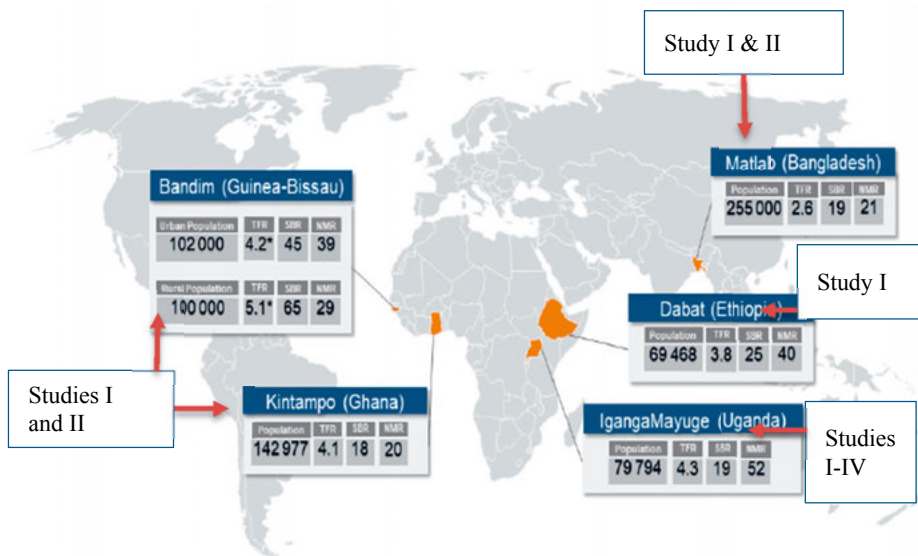 Study I & II
Matlab (Bangladesh)
Population TFR SBR NMR
255 000 2.6 19 21
Bandim (Guinea-Bissau)
Urban Population TFR SBR NMR
102 000 4.2* 45 39
Rural Population TFR SBR NMR
100 000 5.1* 65 29
Study I
Dabat (Ethiopia)
Population TFR SBR NMR
69 468 3.8 25 40
Studies I
and II
Kintampo (Ghana)
Population TFR SBR NMR
142 977 4.1 18 20
IgangaMayuge (Uganda)
Population TFR SBR NMR
79 794 4.3 19 52
Studies
I-IV